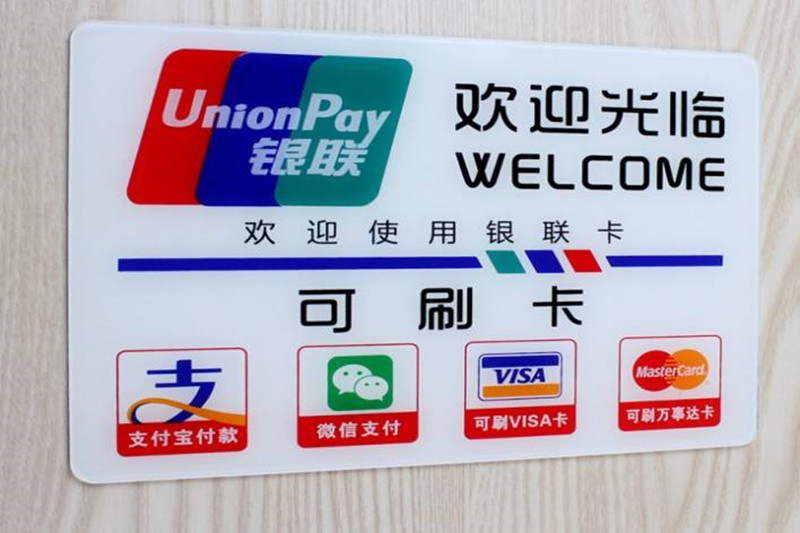 UnionPay
银联
欢迎光临
WELCOME
欢迎使用银联卡
可刷卡
支
支付宝付款
微信支付
VISA
可刷VISA卡
MasterCard
可刷万事达卡